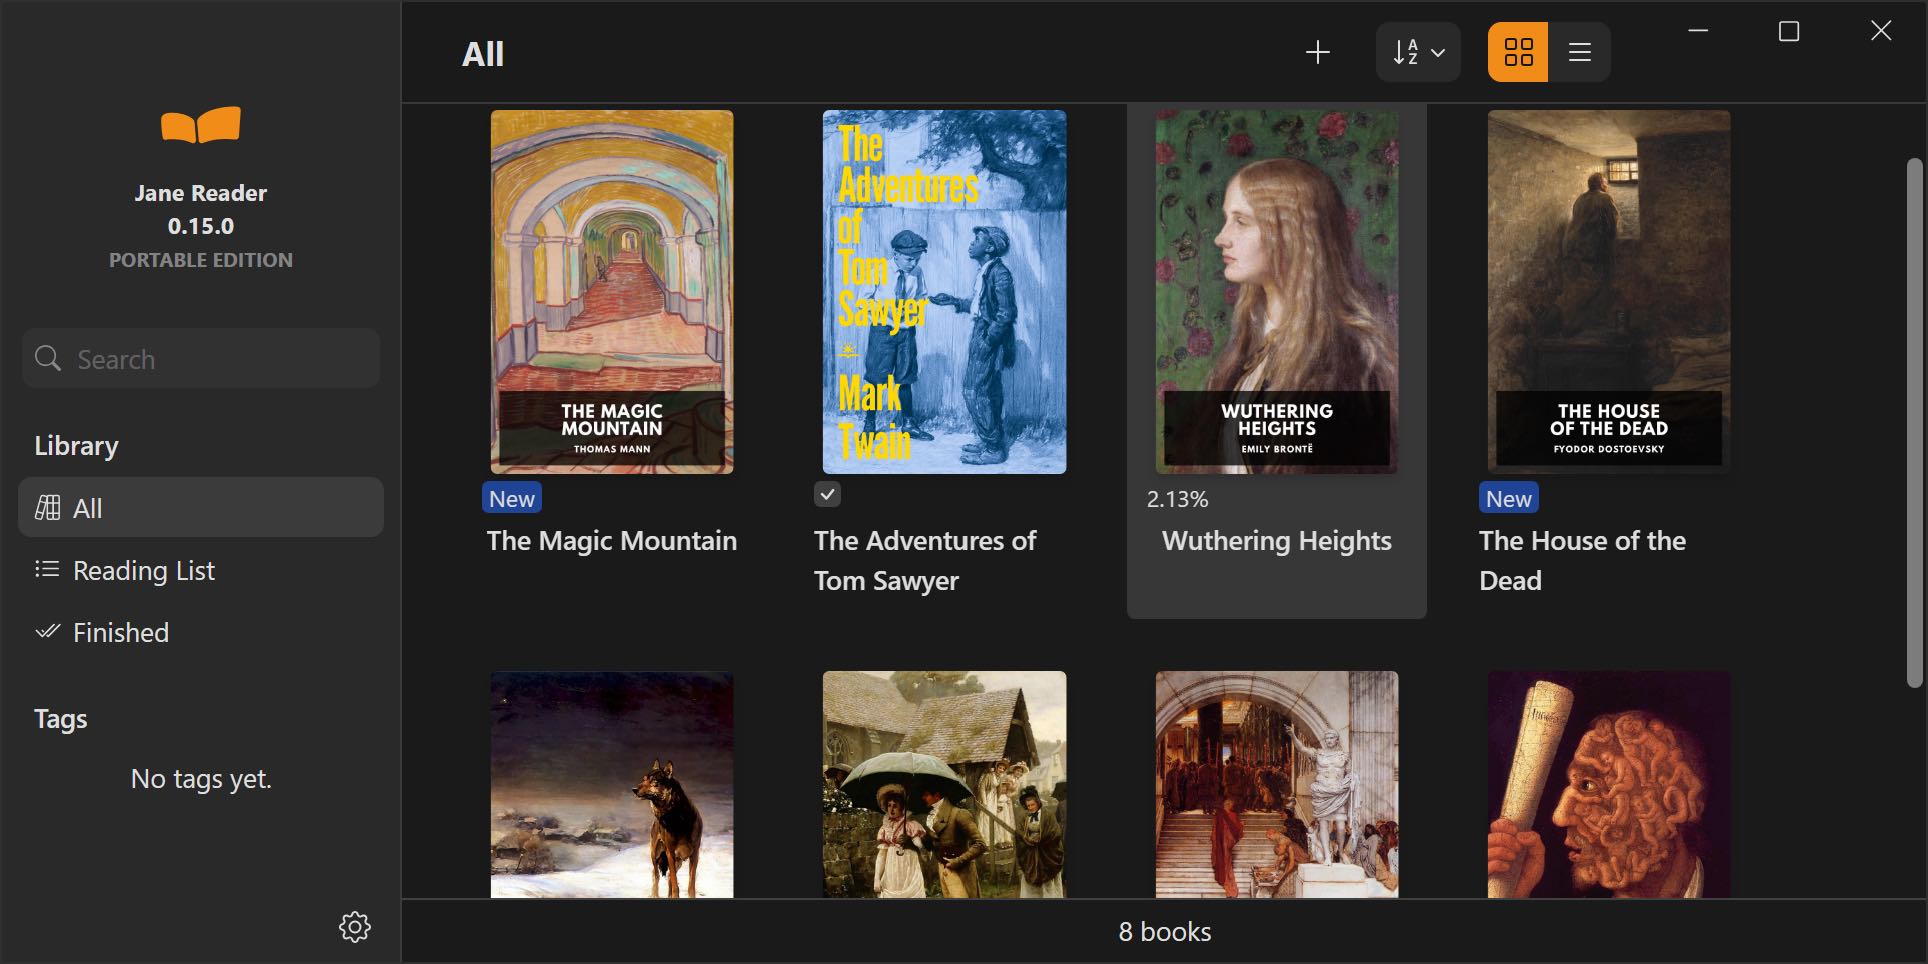 Jane Reader
0.15.0
PORTABLE EDITION
Search
Library
All
Reading List
Finished
Tags
No tags yet.
All
A
Z
THE MAGIC
MOUNTAIN
THOMAS MANN
New
The Magic Mountain
The
Adventures
of
Tom
Sawyer
Mark
Twain
The Adventures of
Tom Sawyer
WUTHERING
HEIGHTS
EMILY BRONTË
2.13%
Wuthering Heights
THE HOUSE
OF THE DEAD
FYODOR DOSTOEVSKY
New
The House of the
Dead
8 books